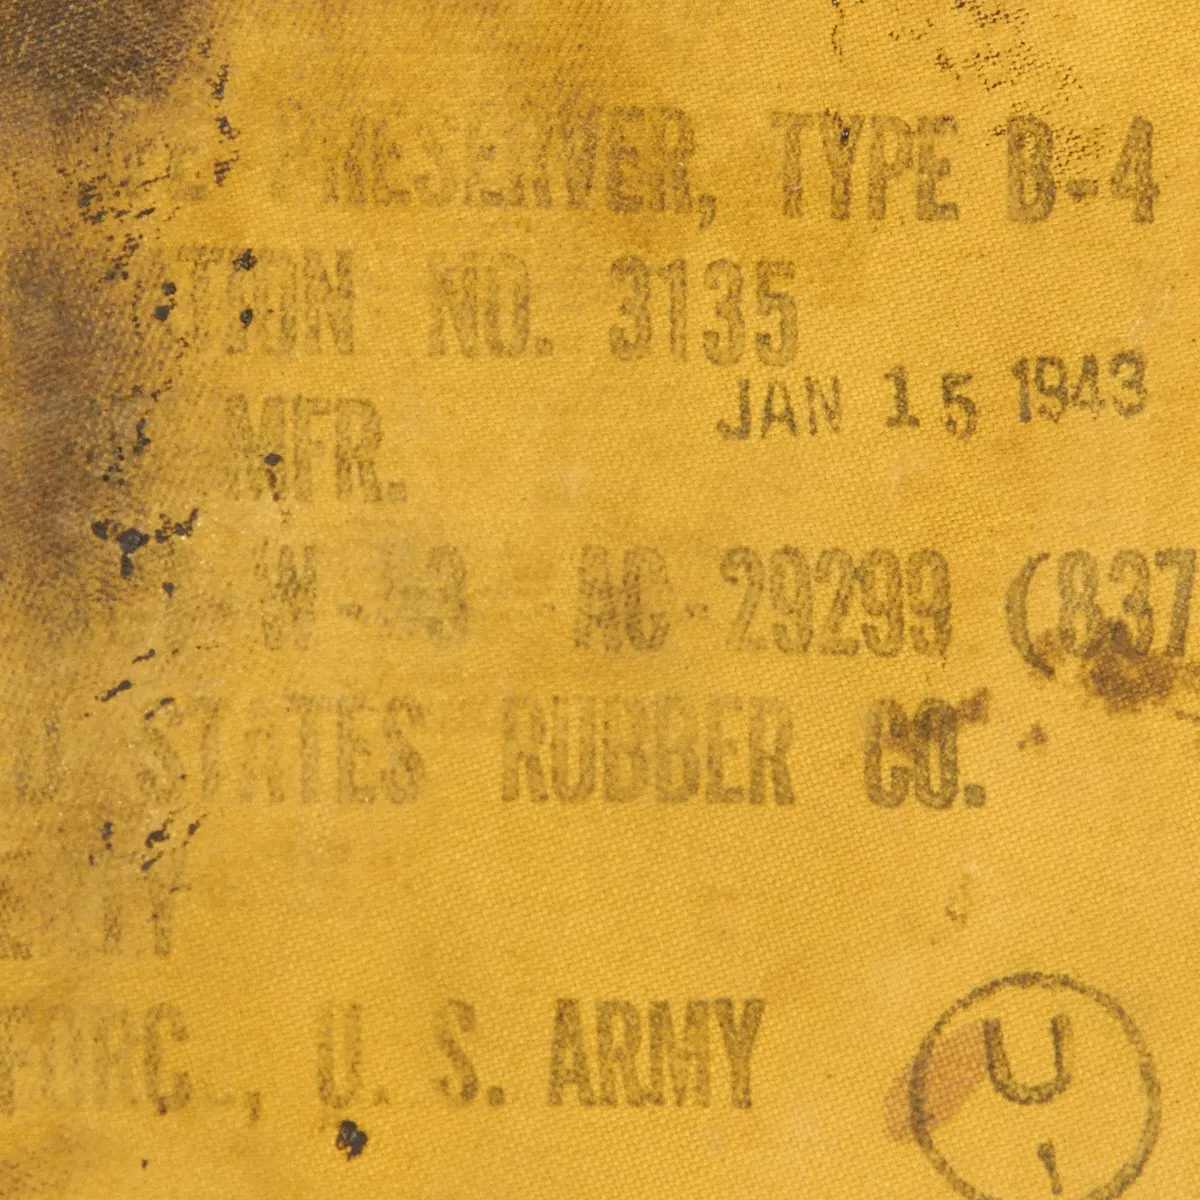 PRESERVER, TYPE B-4
NO. 3135
JAN 15 1943
MFR.
AC-29299 (837
STATES RUBBER CO.
U. S. ARMY
U